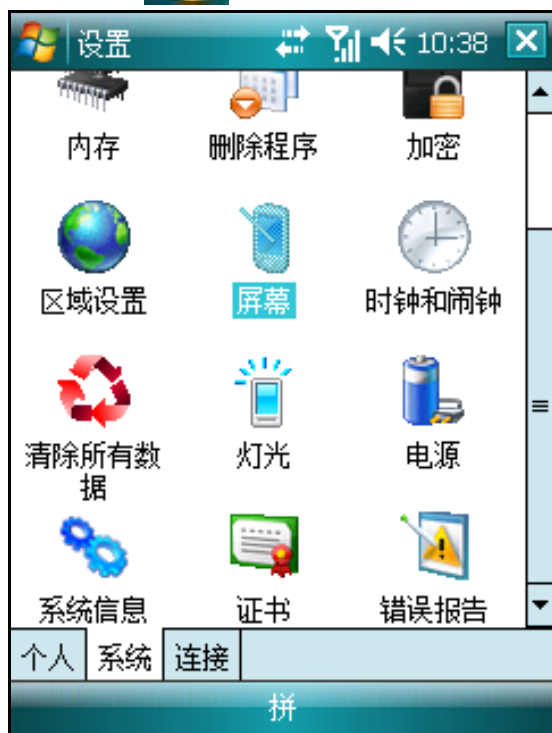 设置 10:38
内存 删除程序 加密
区域设置 屏幕 时钟和闹钟
清除所有数据 灯光 电源
系统信息 证书 错误报告
个人 系统 连接
拼